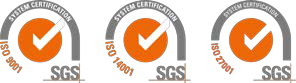 SYSTEM CERTIFICATION
ISO 9001
SGS
SYSTEM CERTIFICATION
ISO 14001
SGS
SYSTEM CERTIFICATION
ISO 27001
SGS